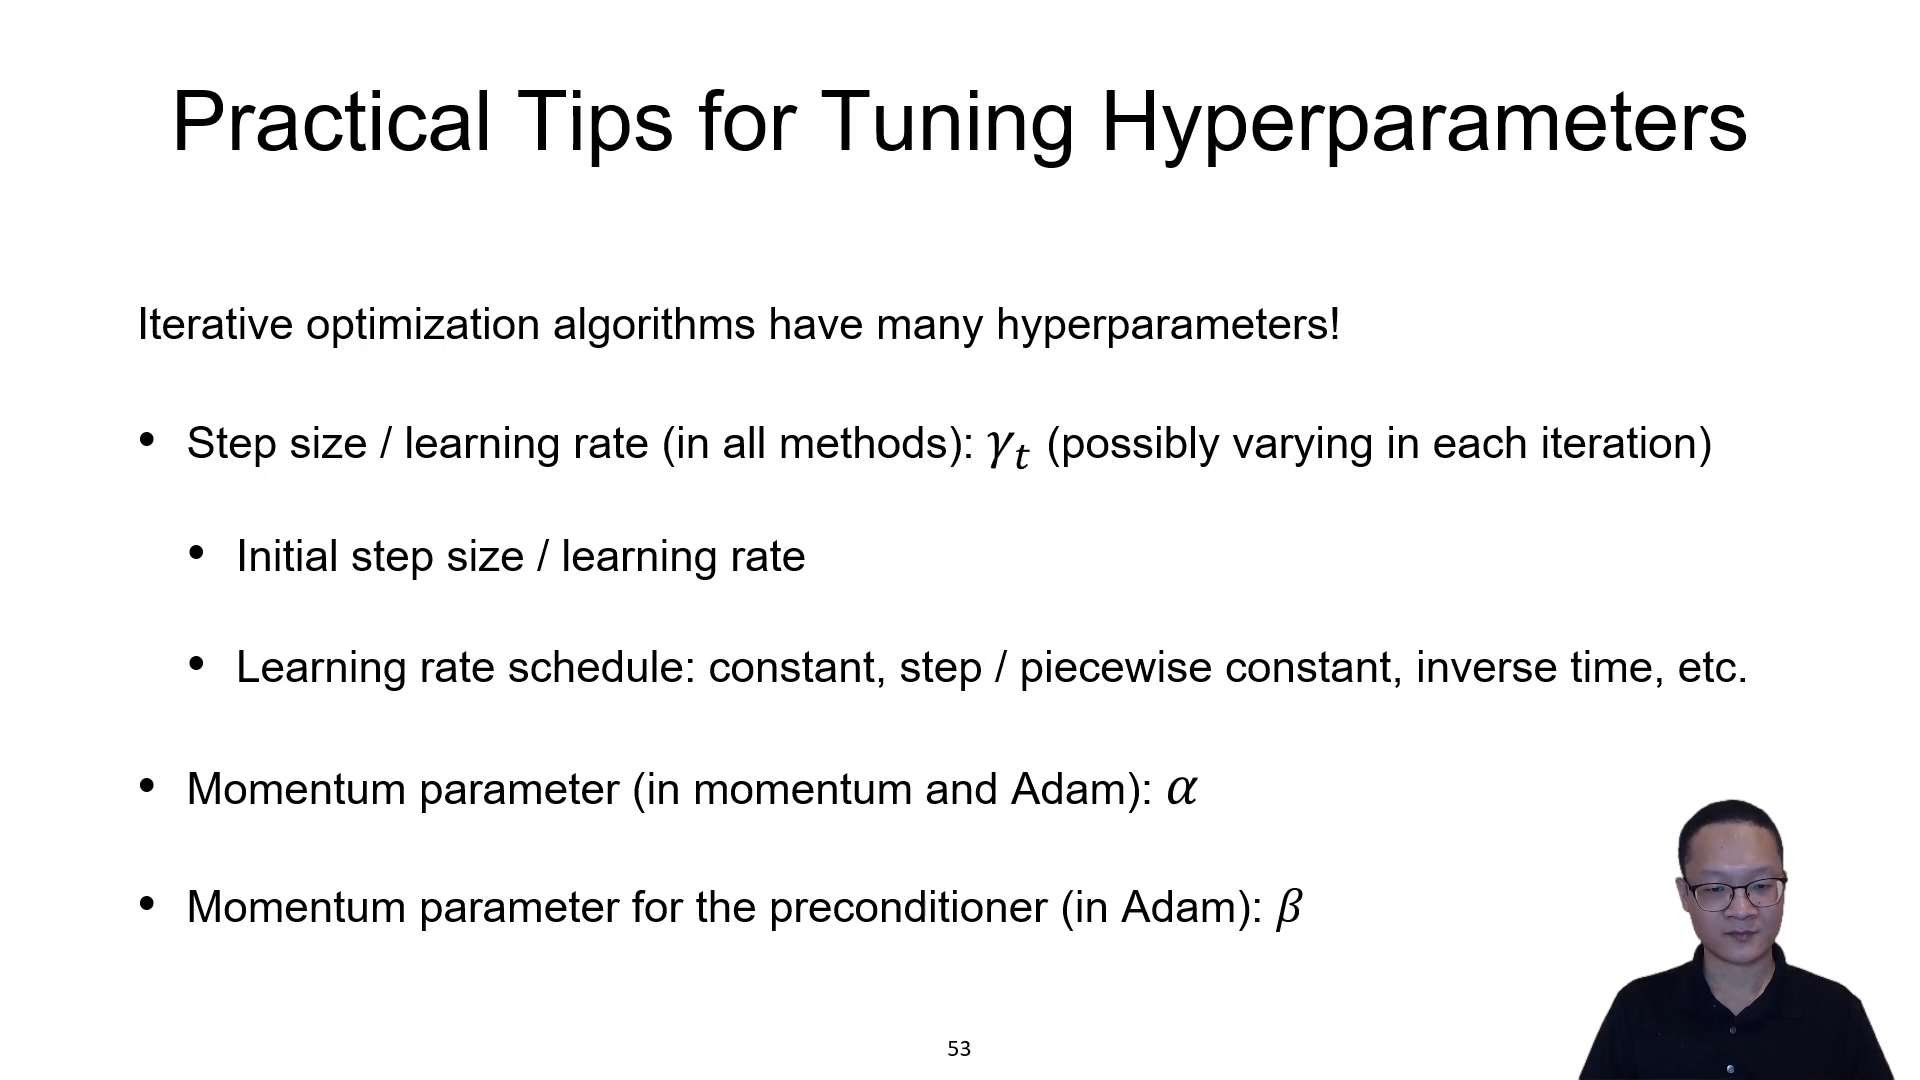 Practical Tips for Tuning Hyperparameters
Iterative optimization algorithms have many hyperparameters!
• Step size / learning rate (in all methods): γₜ (possibly varying in each iteration)
• Initial step size / learning rate
• Learning rate schedule: constant, step / piecewise constant, inverse time, etc.
• Momentum parameter (in momentum and Adam): α
• Momentum parameter for the preconditioner (in Adam): β
53